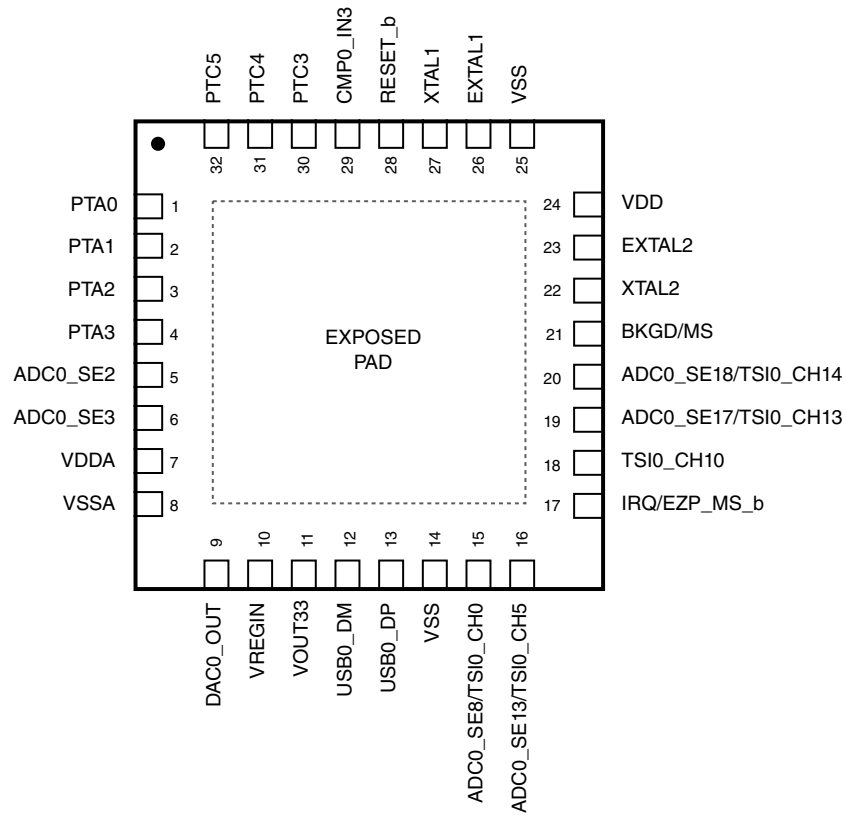 PTC5
PTC4
PTC3
CMP0_IN3
RESET_b
XTAL1
EXTAL1
VSS
32
31
30
29
28
27
26
25
PTA0 1
PTA1 2
PTA2 3
PTA3 4
ADC0_SE2 5
ADC0_SE3 6
VDDA 7
VSSA 8
EXPOSED
PAD
24 VDD
23 EXTAL2
22 XTAL2
21 BKGD/MS
20 ADC0_SE18/TSI0_CH14
19 ADC0_SE17/TSI0_CH13
18 TSI0_CH10
17 IRQ/EZP_MS_b
9
10
11
12
13
14
15
16
DAC0_OUT
VREGIN
VOUT33
USB0_DM
USB0_DP
VSS
ADC0_SE8/TSI0_CH0
ADC0_SE13/TSI0_CH5